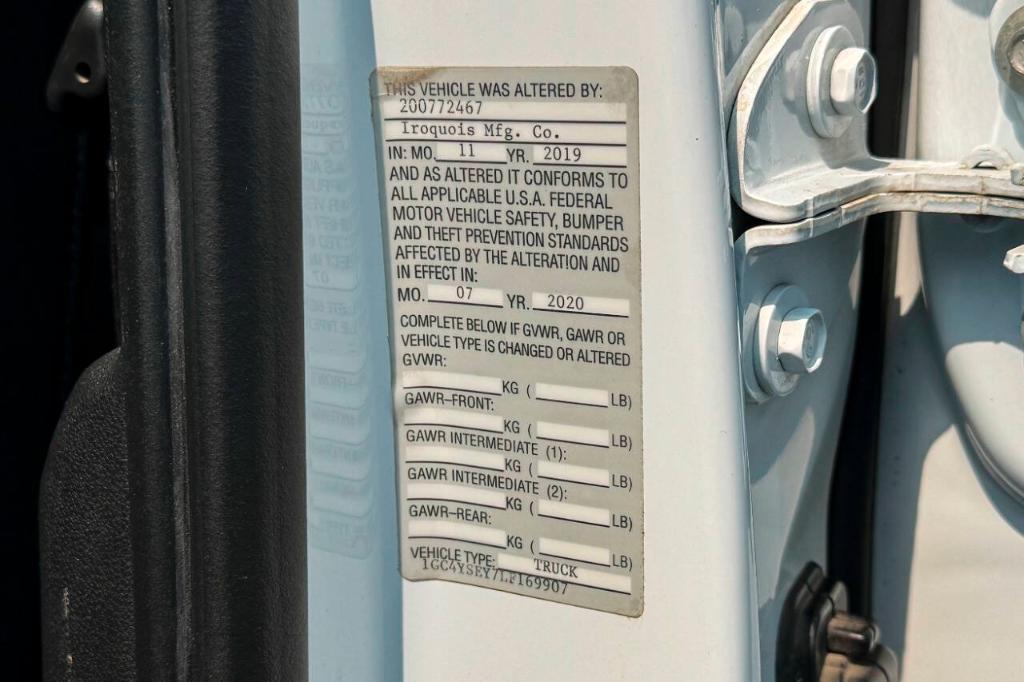 THIS VEHICLE WAS ALTERED BY:
200772467
Iroquois Mfg. Co.
IN: MO. 11 YR. 2019
AND AS ALTERED IT CONFORMS TO
ALL APPLICABLE U.S.A. FEDERAL
MOTOR VEHICLE SAFETY, BUMPER
AND THEFT PREVENTION STANDARDS
AFFECTED BY THE ALTERATION AND
IN EFFECT IN:
MO. 07 YR. 2020
COMPLETE BELOW IF GVWR, GAWR OR
VEHICLE TYPE IS CHANGED OR ALTERED
GVWR:
KG ( LB)
GAWR–FRONT:
KG ( LB)
GAWR INTERMEDIATE (1):
KG ( LB)
GAWR INTERMEDIATE (2):
KG ( LB)
GAWR–REAR:
KG ( LB)
VEHICLE TYPE: TRUCK
1GC4YSEY7LF169907